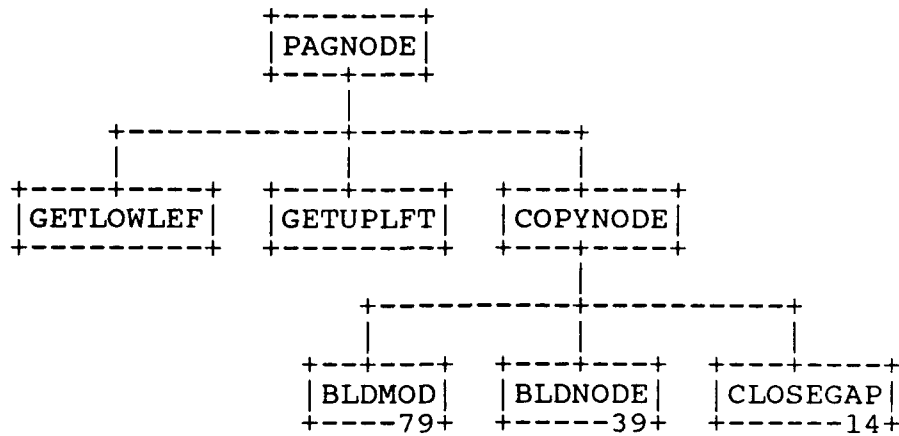 PAGNODE
GETLOWLEF GETUPLFT COPYNODE
BLDMOD BLDNODE CLOSEGAP
79 39 14